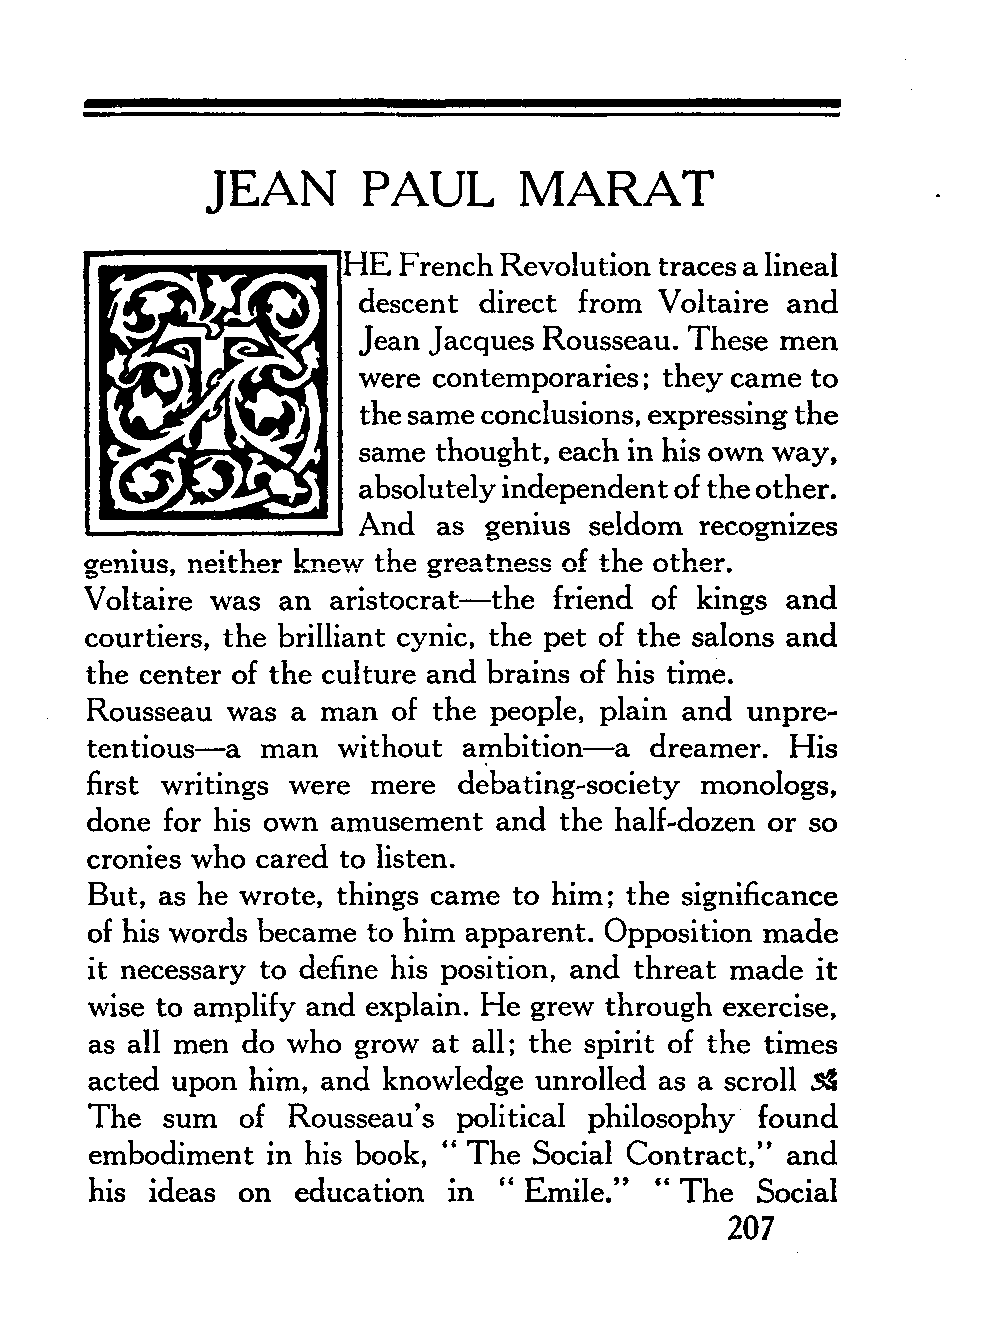 JEAN PAUL MARAT
THE French Revolution traces a lineal
descent direct from Voltaire and
Jean Jacques Rousseau. These men
were contemporaries; they came to
the same conclusions, expressing the
same thought, each in his own way,
absolutely independent of the other.
And as genius seldom recognizes
genius, neither knew the greatness of the other.
Voltaire was an aristocrat—the friend of kings and
courtiers, the brilliant cynic, the pet of the salons and
the center of the culture and brains of his time.
Rousseau was a man of the people, plain and unpre-
tentious—a man without ambition—a dreamer. His
first writings were mere debating-society monologs,
done for his own amusement and the half-dozen or so
cronies who cared to listen.
But, as he wrote, things came to him; the significance
of his words became to him apparent. Opposition made
it necessary to define his position, and threat made it
wise to amplify and explain. He grew through exercise,
as all men do who grow at all; the spirit of the times
acted upon him, and knowledge unrolled as a scroll
The sum of Rousseau's political philosophy found
embodiment in his book, "The Social Contract," and
his ideas on education in "Emile." "The Social
207